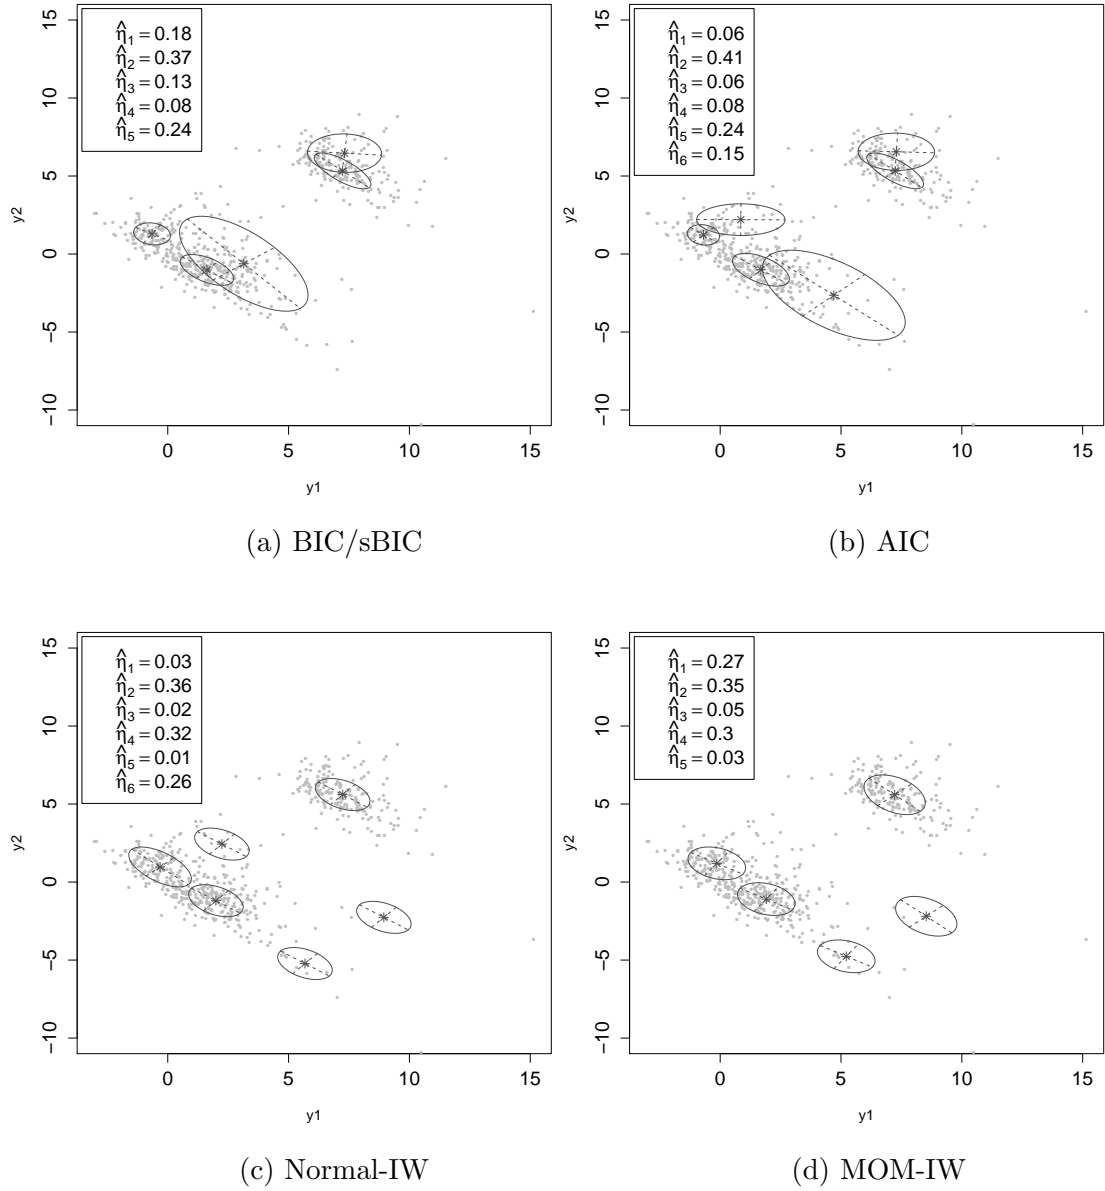 15
10
5
0
−5
−10
y2
η̂1 = 0.18
η̂2 = 0.37
η̂3 = 0.13
η̂4 = 0.08
η̂5 = 0.24
0 5 10 15
y1
(a) BIC/sBIC
15
10
5
0
−5
−10
y2
η̂1 = 0.06
η̂2 = 0.41
η̂3 = 0.06
η̂4 = 0.08
η̂5 = 0.24
η̂6 = 0.15
0 5 10 15
y1
(b) AIC
15
10
5
0
−5
−10
y2
η̂1 = 0.03
η̂2 = 0.36
η̂3 = 0.02
η̂4 = 0.32
η̂5 = 0.01
η̂6 = 0.26
0 5 10 15
y1
(c) Normal-IW
15
10
5
0
−5
−10
y2
η̂1 = 0.27
η̂2 = 0.35
η̂3 = 0.05
η̂4 = 0.3
η̂5 = 0.03
0 5 10 15
y1
(d) MOM-IW